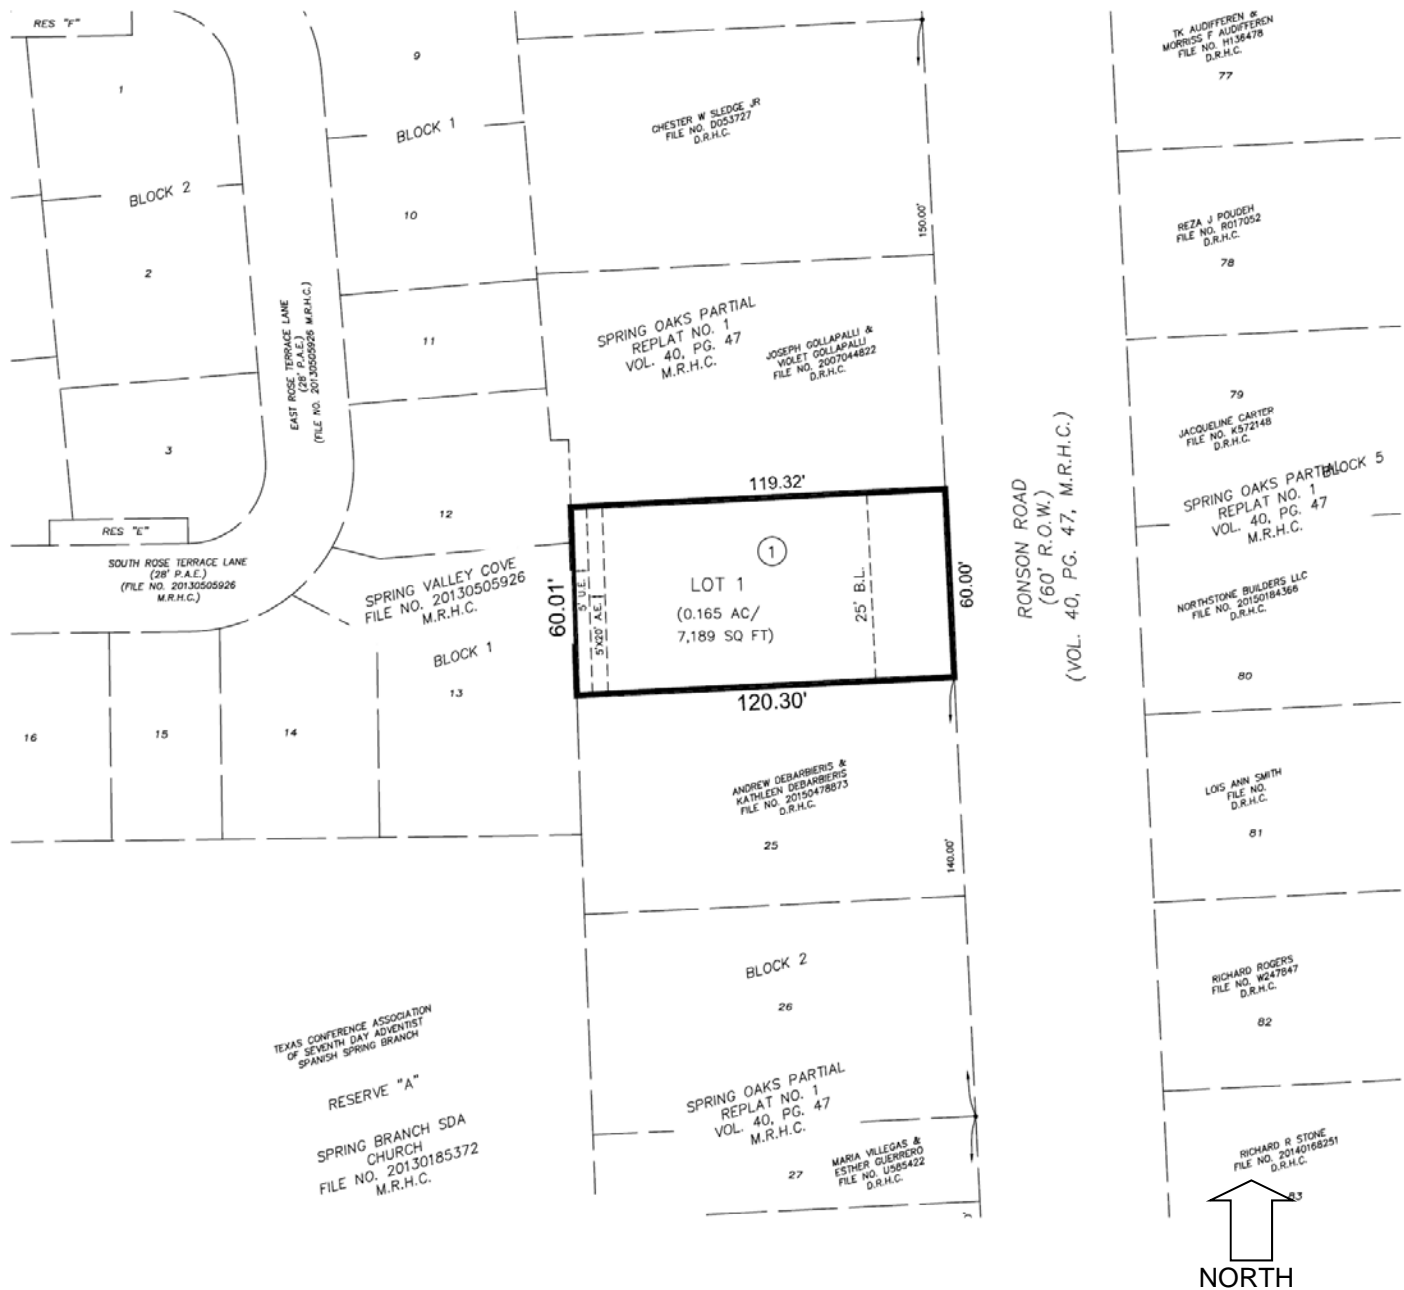 RES "F"
1
BLOCK 2
2
3
RES "E"
SOUTH ROSE TERRACE LANE
(28' P.A.E.)
(FILE NO. 20130505926
M.R.H.C.)
EAST ROSE TERRACE LANE
(28' P.A.E.)
(FILE NO. 20130505926 M.R.H.C.)
9
BLOCK 1
10
11
12
SPRING VALLEY COVE
FILE NO. 20130505926
M.R.H.C.
BLOCK 1
13
14
15
16
CHESTER W SLEDGE JR
FILE NO. D053727
D.R.H.C.
150.00'
SPRING OAKS PARTIAL
REPLAT NO. 1
VOL. 40, PG. 47
M.R.H.C.
JOSEPH GOLLAPALLI &
VIOLET GOLLAPALLI
FILE NO. 2007044822
D.R.H.C.
119.32'
60.01'
5' U.E.
5'X20' A.E.
1
LOT 1
(0.165 AC/
7,189 SQ FT)
25' B.L.
60.00'
120.30'
RONSON ROAD
(60' R.O.W.)
(VOL. 40, PG. 47, M.R.H.C.)
ANDREW DEBARBIERIS &
KATHLEEN DEBARBIERIS
FILE NO. 20150478873
D.R.H.C.
25
140.00'
BLOCK 2
26
SPRING OAKS PARTIAL
REPLAT NO. 1
VOL. 40, PG. 47
M.R.H.C.
27
MARIA VILLEGAS &
ESTHER GUERRERO
FILE NO. U585422
D.R.H.C.
TEXAS CONFERENCE ASSOCIATION
OF SEVENTH DAY ADVENTIST
SPANISH SPRING BRANCH
RESERVE "A"
SPRING BRANCH SDA
CHURCH
FILE NO. 20130185372
M.R.H.C.
TK AUDIFFEREN &
MORRISS F AUDIFFEREN
FILE NO. H136478
D.R.H.C.
77
REZA J POUDEH
FILE NO. R017052
D.R.H.C.
78
79
JACQUELINE CARTER
FILE NO. K572148
D.R.H.C.
BLOCK 5
SPRING OAKS PARTIAL
REPLAT NO. 1
VOL. 40, PG. 47
M.R.H.C.
NORTHSTONE BUILDERS LLC
FILE NO. 20150184366
D.R.H.C.
80
LOIS ANN SMITH
FILE NO.
D.R.H.C.
81
RICHARD ROGERS
FILE NO. W247847
D.R.H.C.
82
RICHARD R STONE
FILE NO. 20140168251
D.R.H.C.
83
NORTH